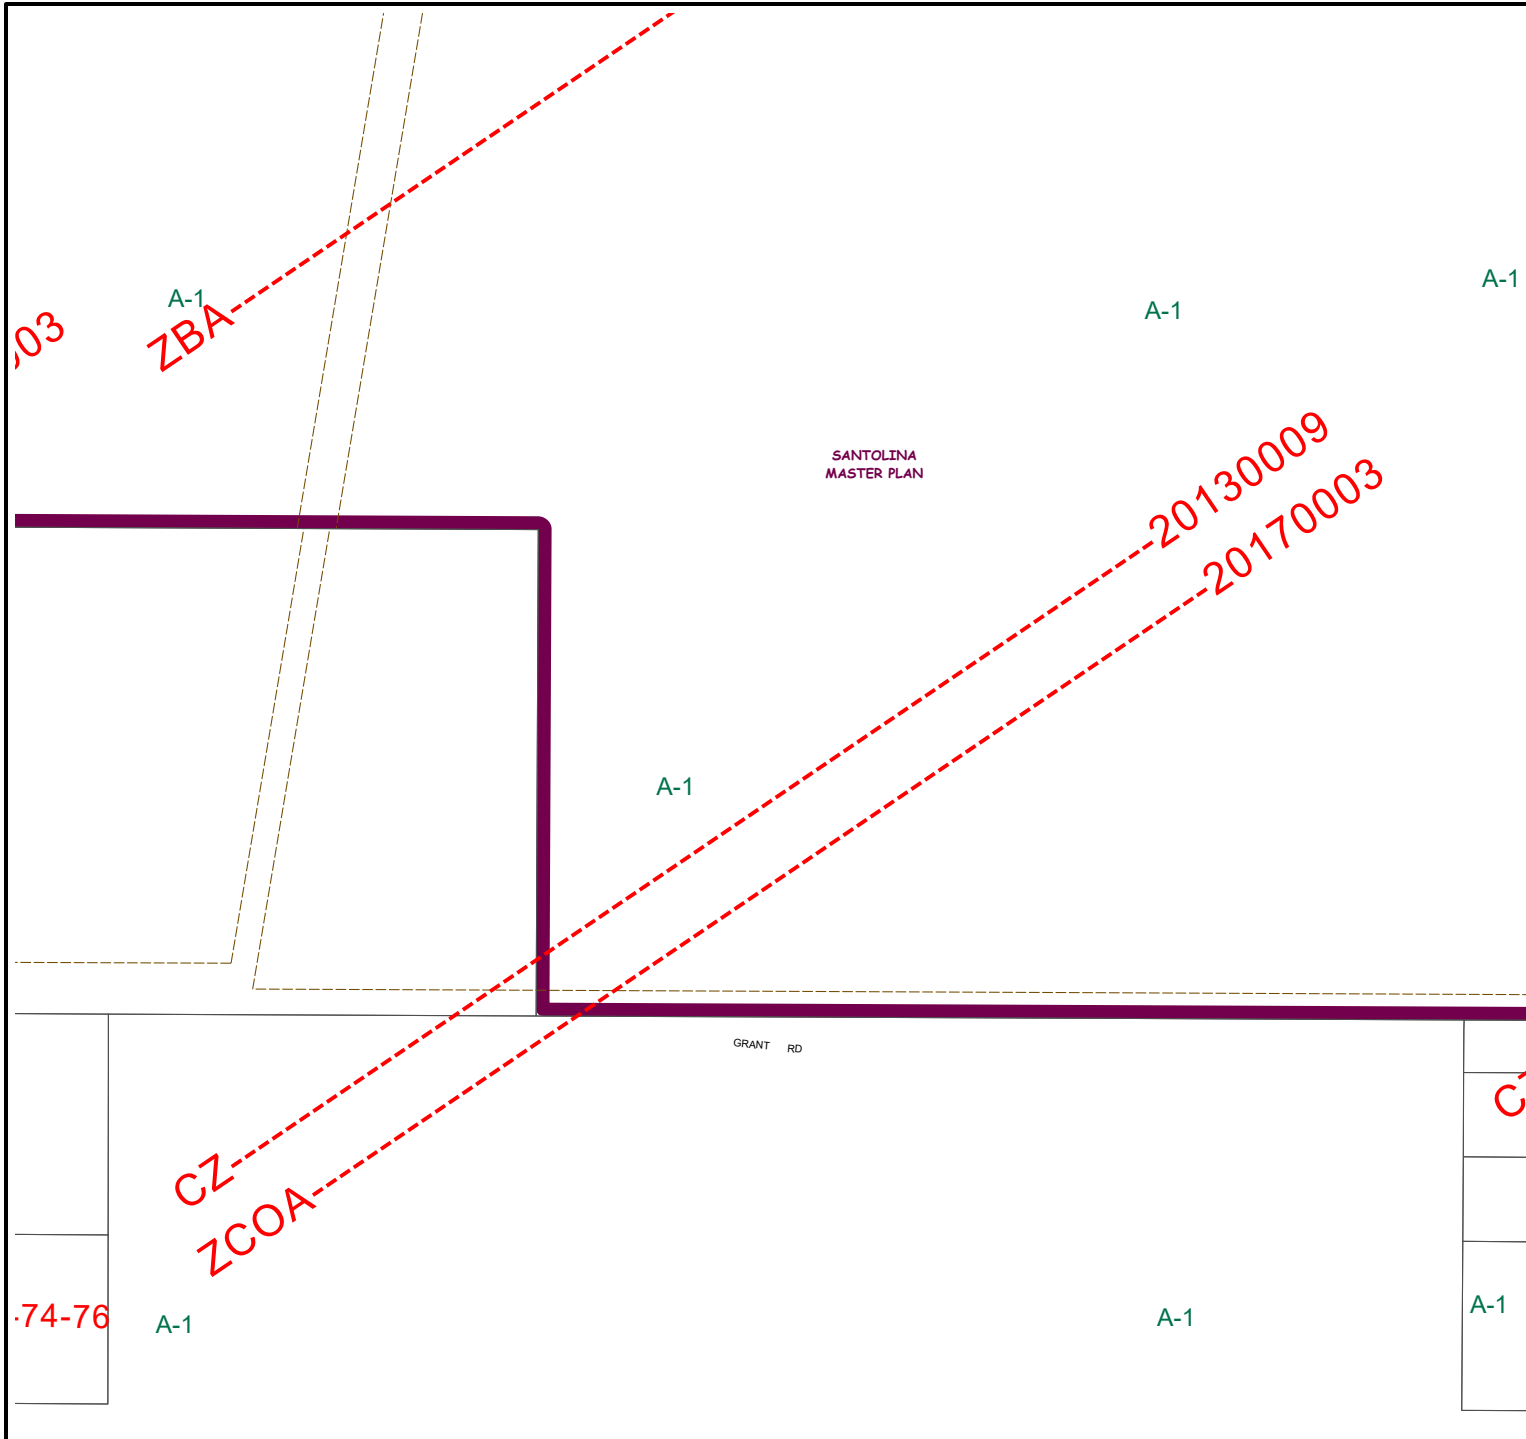 A-1
A-1
A-1
03
ZBA
SANTOLINA
MASTER PLAN
20130009
20170003
A-1
GRANT RD
CZ
ZCOA
C
-74-76
A-1
A-1
A-1